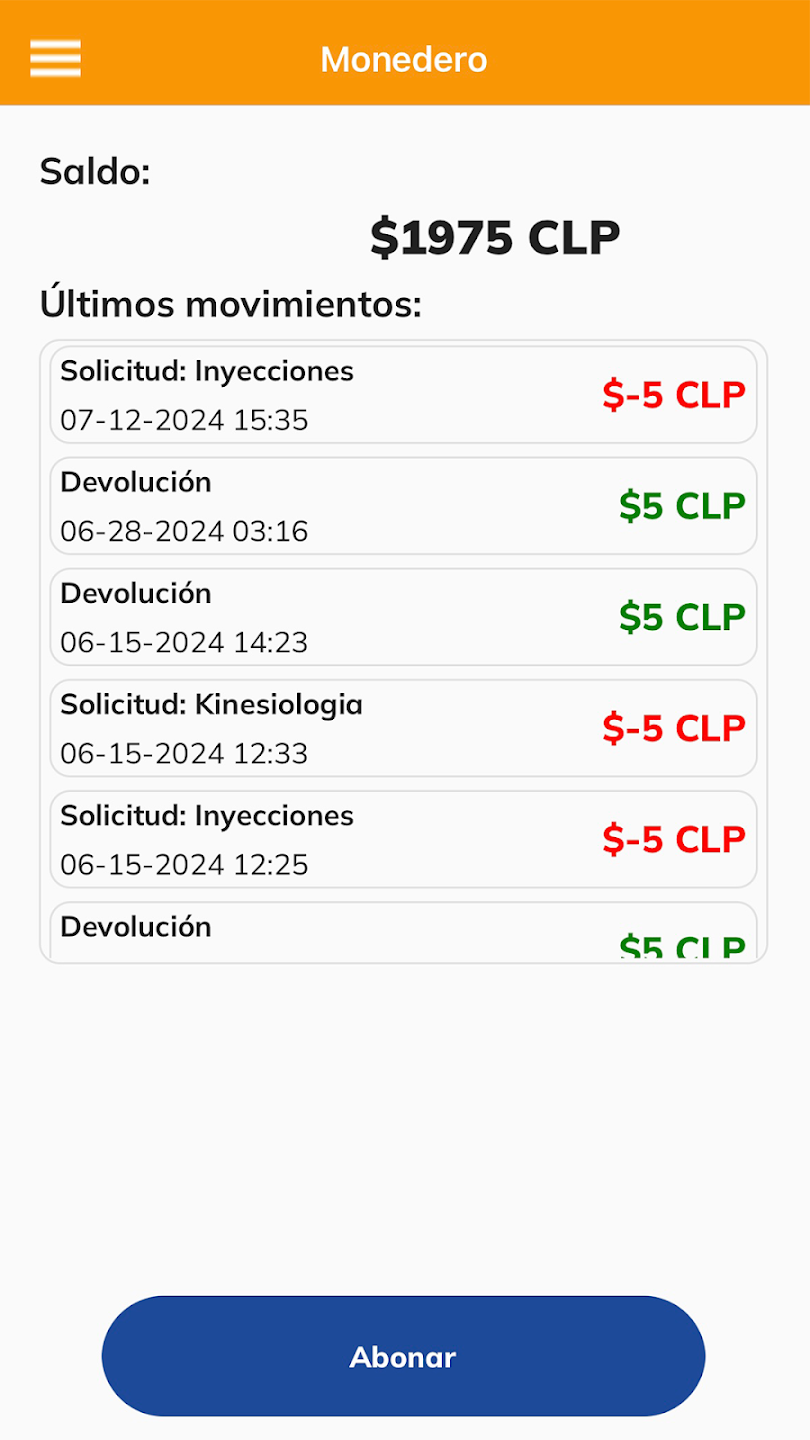 Monedero
Saldo:
$1975 CLP
Últimos movimientos:
Solicitud: Inyecciones
$-5 CLP
07-12-2024 15:35
Devolución
$5 CLP
06-28-2024 03:16
Devolución
$5 CLP
06-15-2024 14:23
Solicitud: Kinesiologia
$-5 CLP
06-15-2024 12:33
Solicitud: Inyecciones
$-5 CLP
06-15-2024 12:25
Devolución
$5 CLP
Abonar